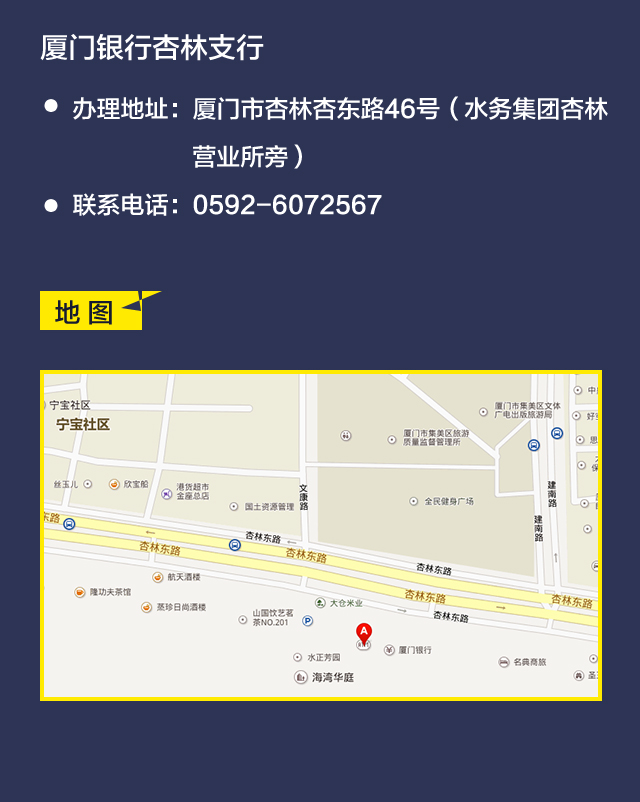 厦门银行杏林支行
办理地址：厦门市杏林杏东路46号（水务集团杏林
营业所旁）
联系电话：0592-6072567
地图
宁宝社区
宁宝社区
厦门市集美区文体
广电出版旅游局
厦门市集美区旅游
质量监督管理所
中
好
思
丝玉儿
欣宝船
港货超市
金座总店
国土资源管理
文康路
全民健身广场
建南路
建南路
东路
杏林东路
杏林东路
杏林东路
杏林东路
杏林东路
杏林东路
杏林东路
航天酒楼
隆功夫茶馆
蒸珍日尚酒楼
山国饮艺茗
茶NO.201
P
大仓米业
A
厦门银行
水正芳园
海湾华庭
名典商旅
圣